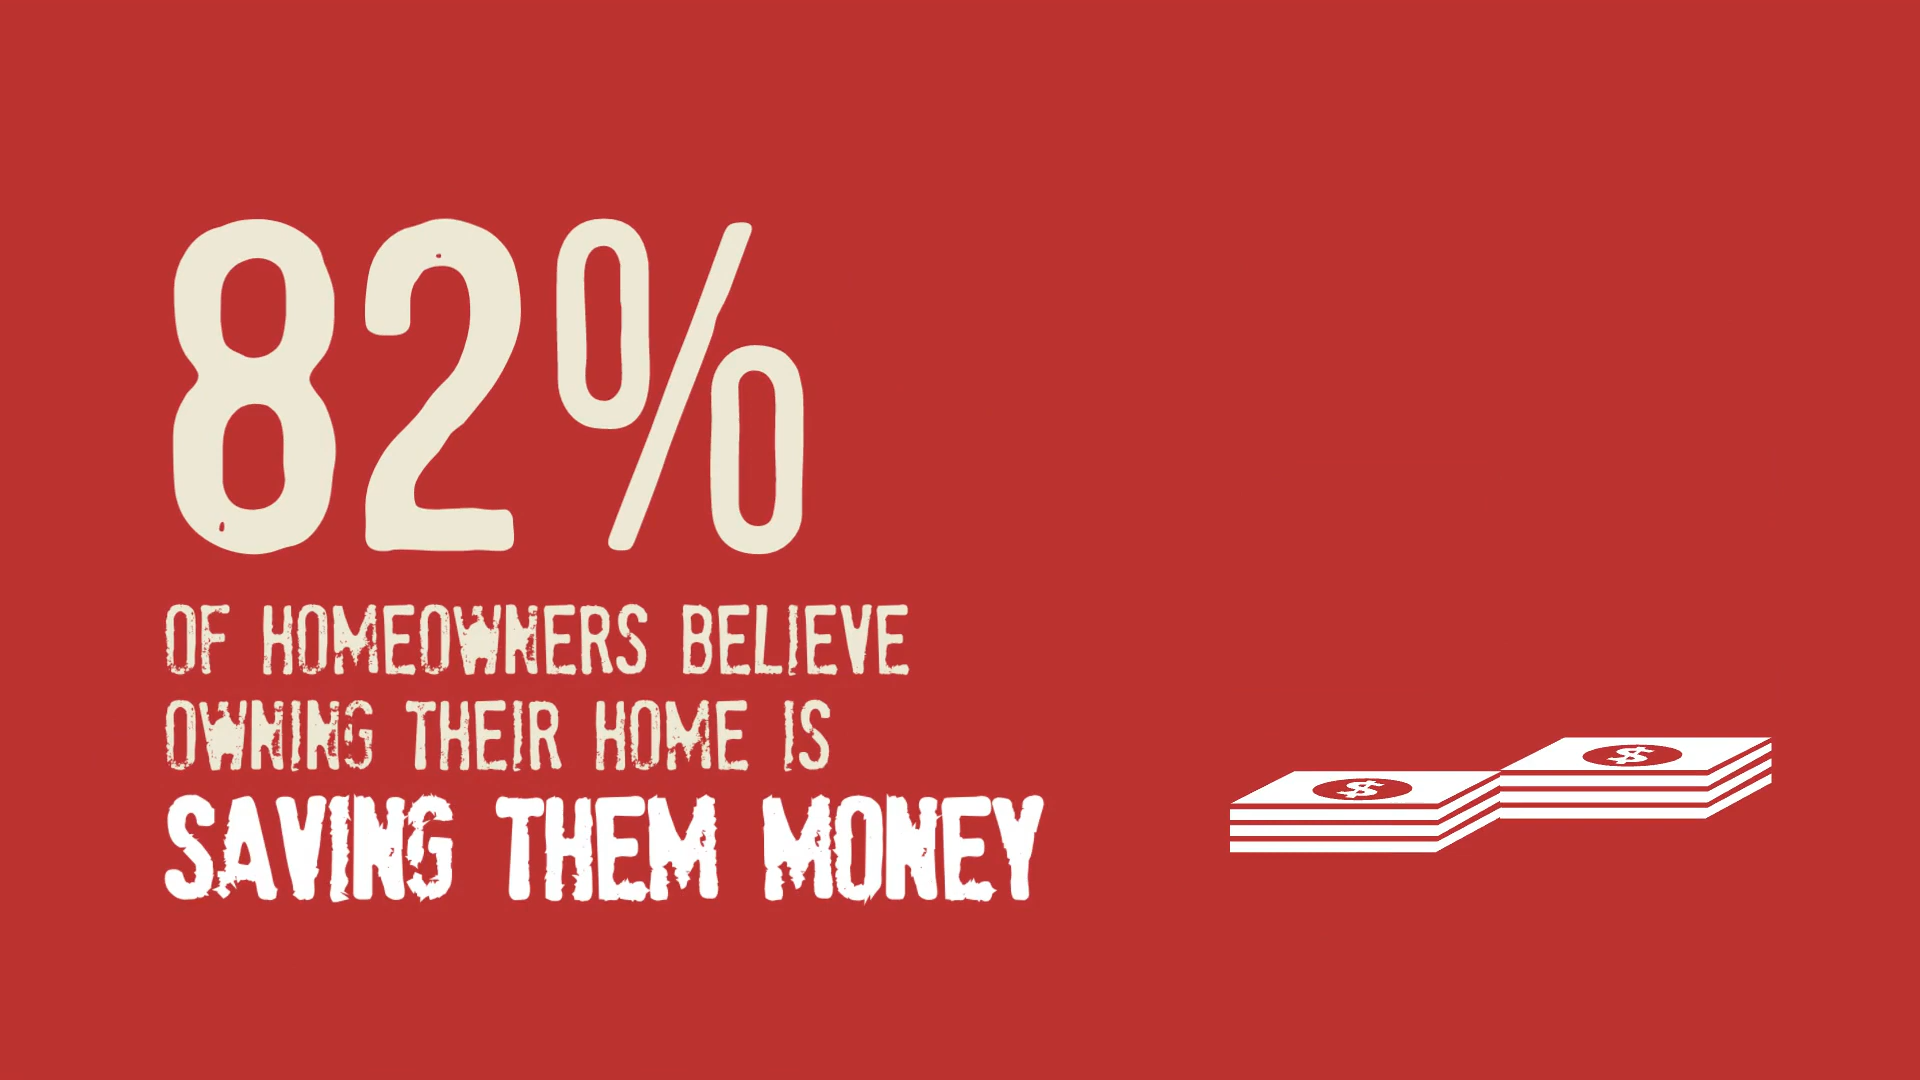 82%
OF HOMEOWNERS BELIEVE
OWNING THEIR HOME IS
SAVING THEM MONEY
$
$